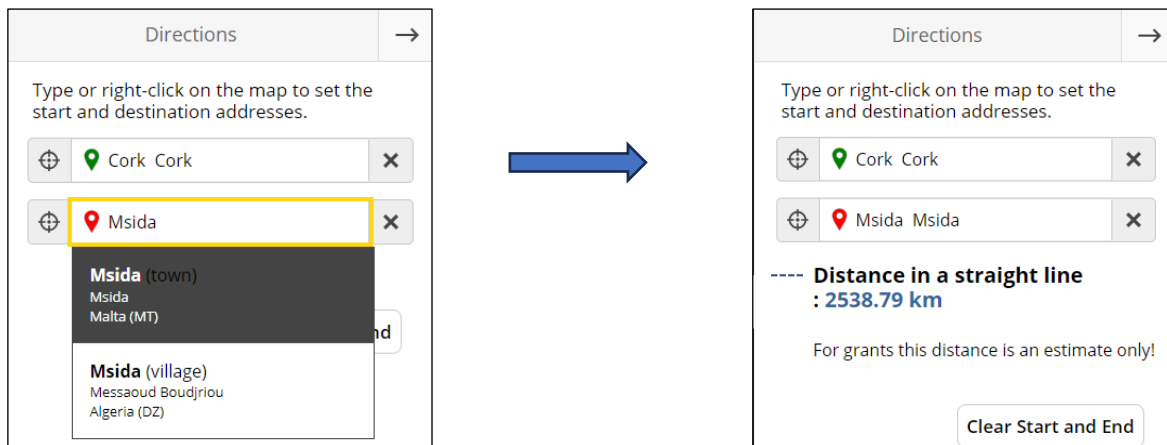 Directions
Type or right-click on the map to set the
start and destination addresses.
Cork Cork
Msida
Msida (town)
Msida
Malta (MT)
nd
Msida (village)
Messaoud Boudjriou
Algeria (DZ)
Directions
Type or right-click on the map to set the
start and destination addresses.
Cork Cork
Msida Msida
Distance in a straight line
: 2538.79 km
For grants this distance is an estimate only!
Clear Start and End